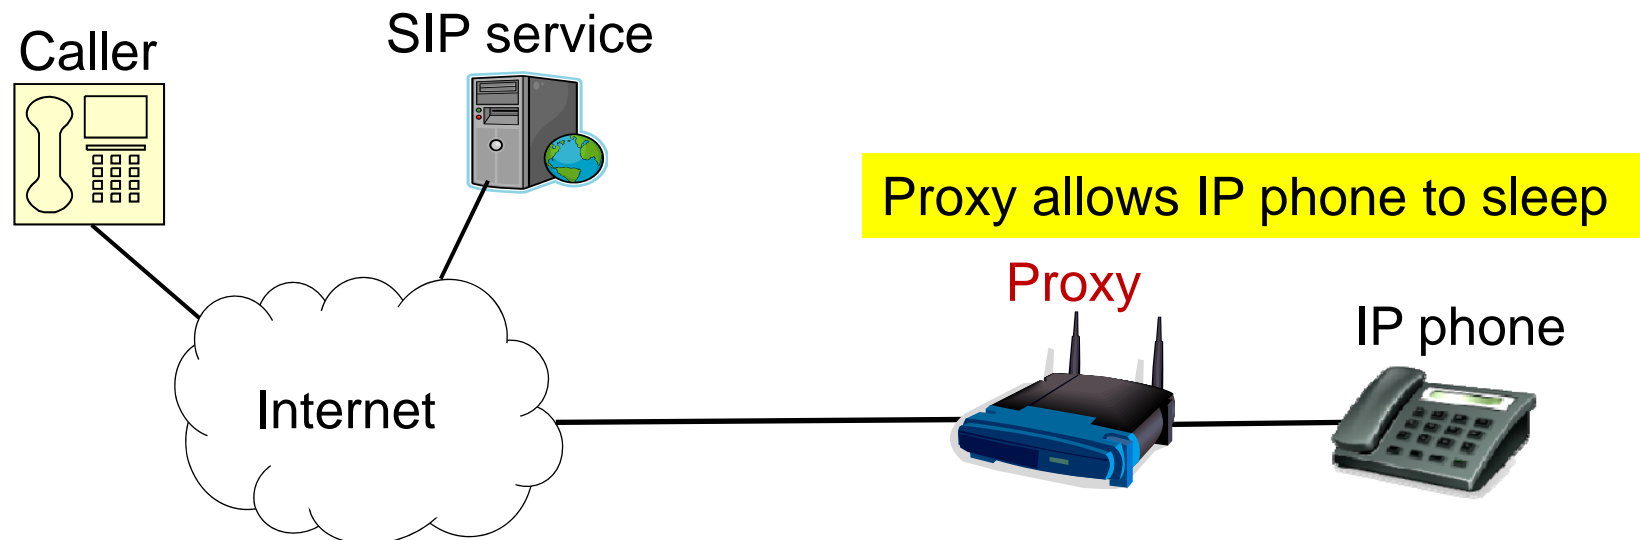 SIP service
Caller
Proxy allows IP phone to sleep
Proxy
IP phone
Internet